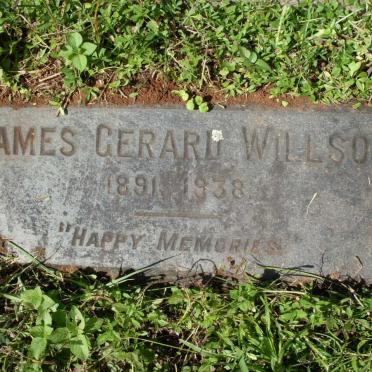 AMES GERARD WILLSO
1891 1938
"HAPPY MEMORIES"